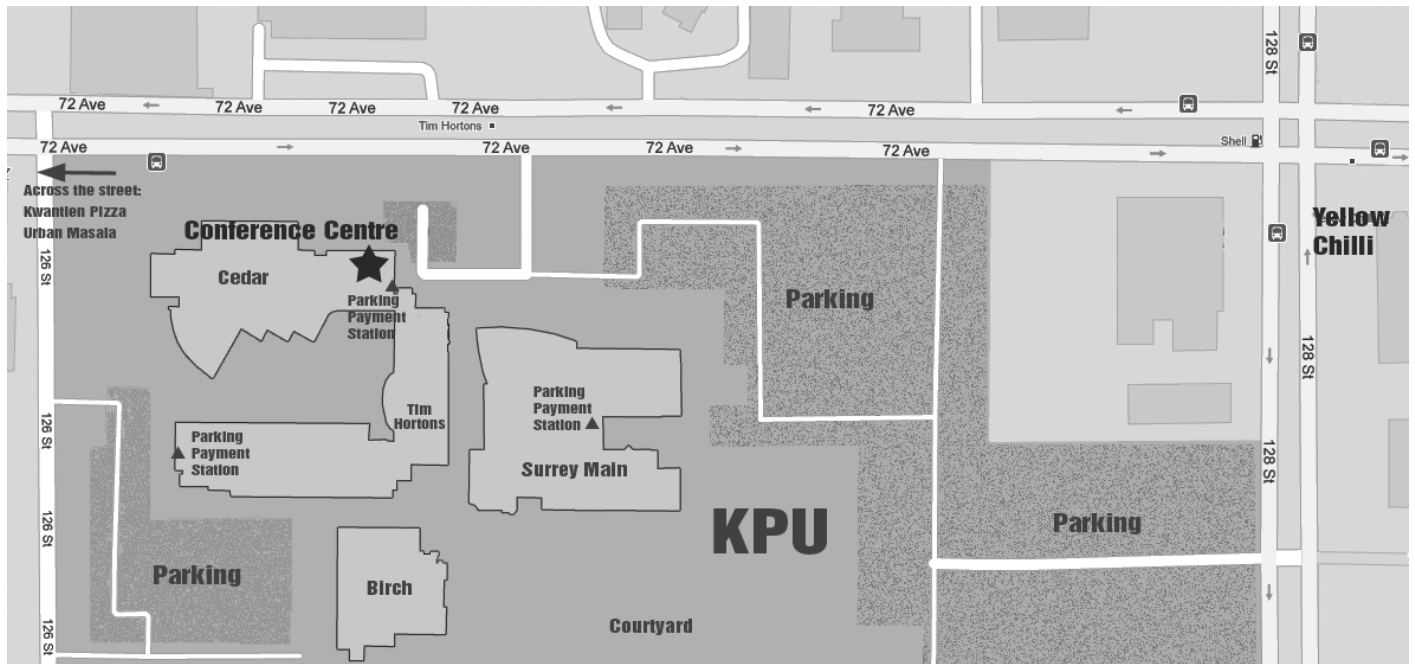 128 St
72 Ave
72 Ave
72 Ave
72 Ave
72 Ave
Tim Hortons
72 Ave
72 Ave
72 Ave
72 Ave
Shell
Across the street:
Kwantlen Pizza
Urban Masala
Conference Centre
Yellow
Chilli
126 St
Cedar
Parking
Payment
Station
Parking
128 St
Parking
Payment
Station
Tim
Hortons
126 St
Parking
Payment
Station
Surrey Main
128 St
126 St
KPU
Parking
Parking
Birch
Courtyard
126 St